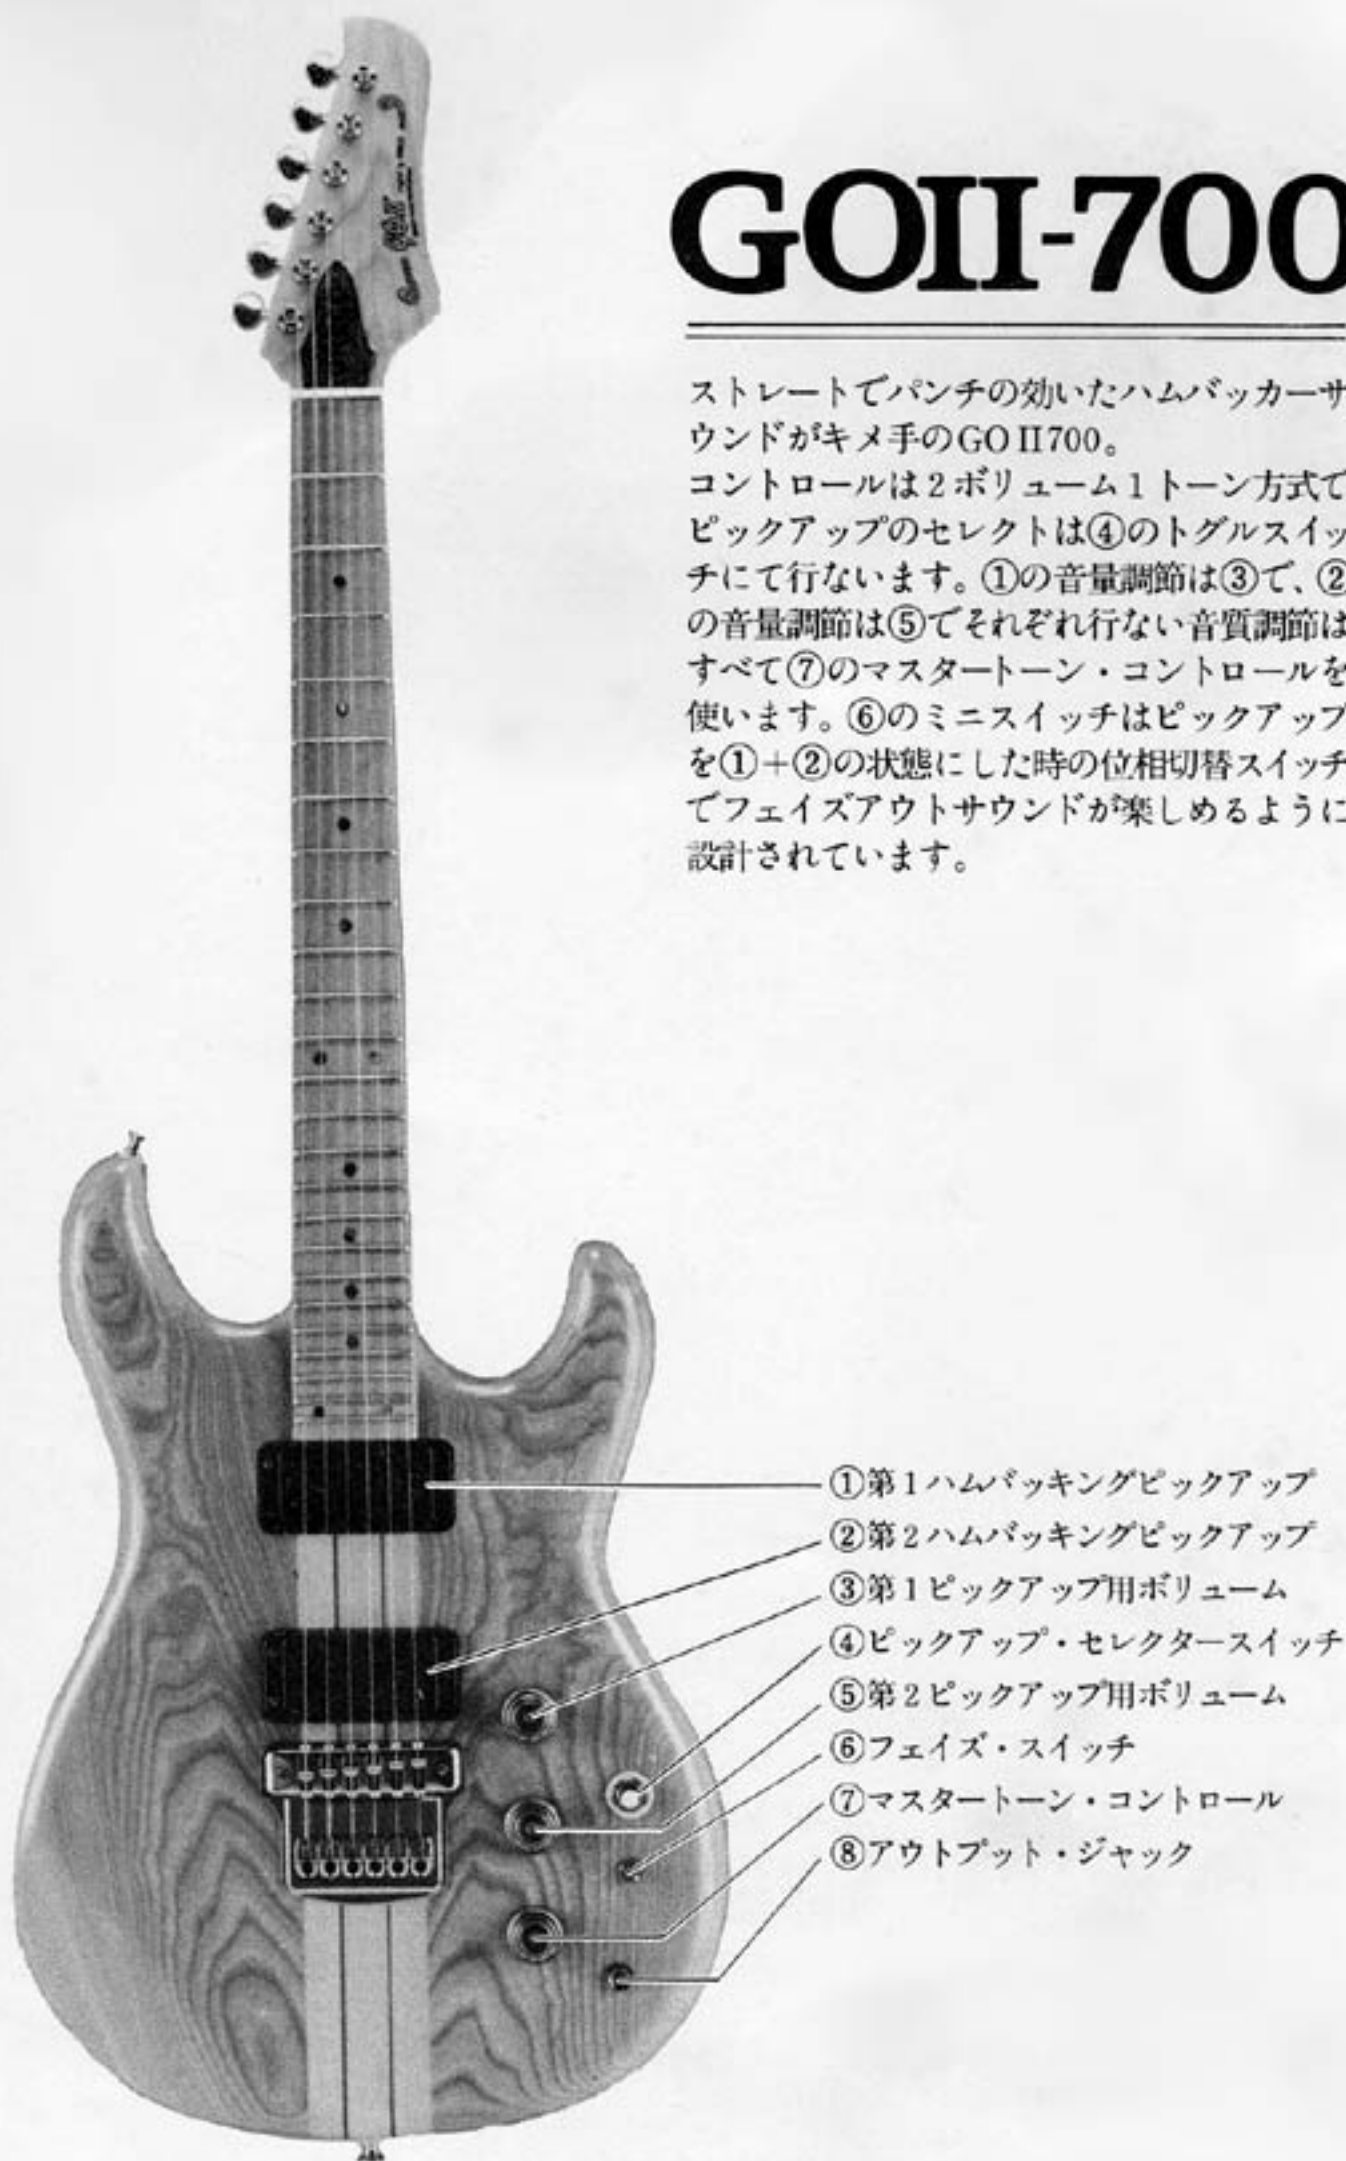 GOII-700
ストレートでパンチの効いたハムバッカーサ
ウンドがキメ手のGO II700。
コントロールは2ボリューム1トーン方式で
ピックアップのセレクトは④のトグルスイッ
チにて行ないます。①の音量調節は③で、②
の音量調節は⑤でそれぞれ行ない音質調節は
すべて⑦のマスタートーン・コントロールを
使います。⑥のミニスイッチはピックアップ
を①+②の状態にした時の位相切替スイッチ
でフェイズアウトサウンドが楽しめるように
設計されています。
①第1ハムバッキングピックアップ
②第2ハムバッキングピックアップ
③第1ピックアップ用ボリューム
④ピックアップ・セレクタースイッチ
⑤第2ピックアップ用ボリューム
⑥フェイズ・スイッチ
⑦マスタートーン・コントロール
⑧アウトプット・ジャック